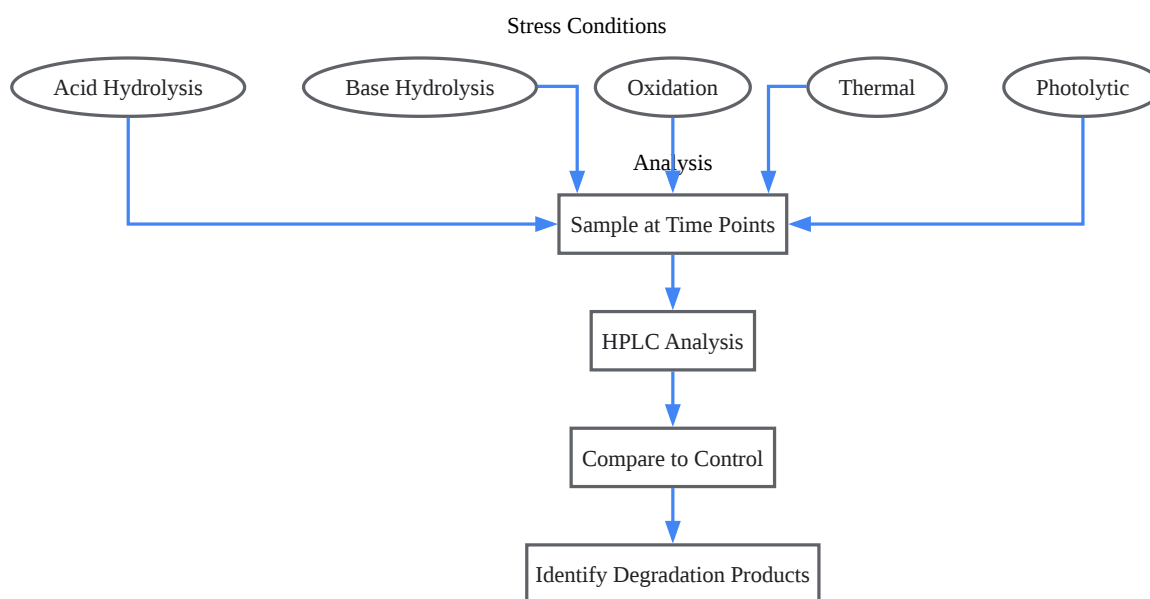 Stress Conditions
Acid Hydrolysis
Base Hydrolysis
Oxidation
Thermal
Photolytic
Analysis
Sample at Time Points
HPLC Analysis
Compare to Control
Identify Degradation Products